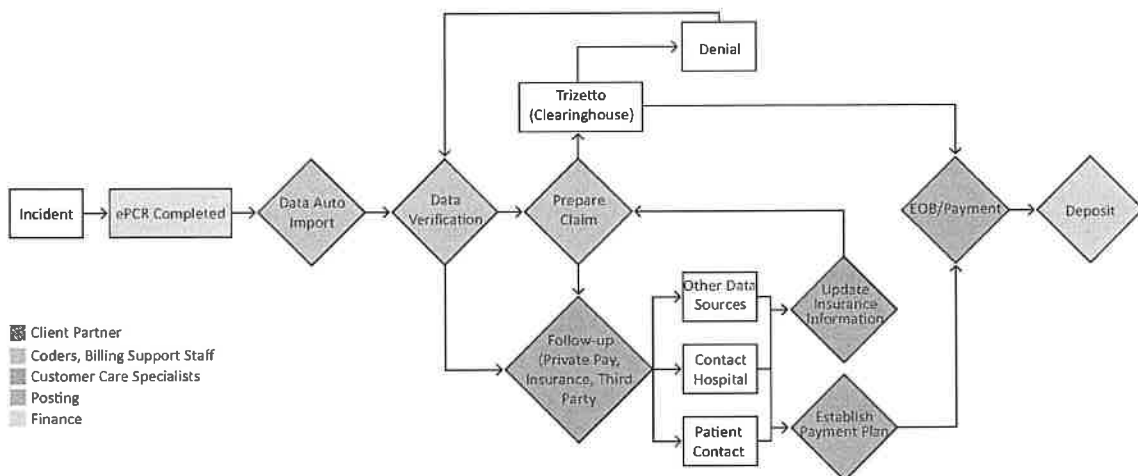 Denial
Trizetto
(Clearinghouse)
Incident
ePCR Completed
Data Auto
Import
Data
Verification
Prepare
Claim
EOB/Payment
Deposit
Other Data
Sources
Update
Insurance
Information
Follow-up
(Private Pay,
Insurance, Third
Party
Contact
Hospital
Patient
Contact
Establish
Payment Plan
Client Partner
Coders, Billing Support Staff
Customer Care Specialists
Posting
Finance